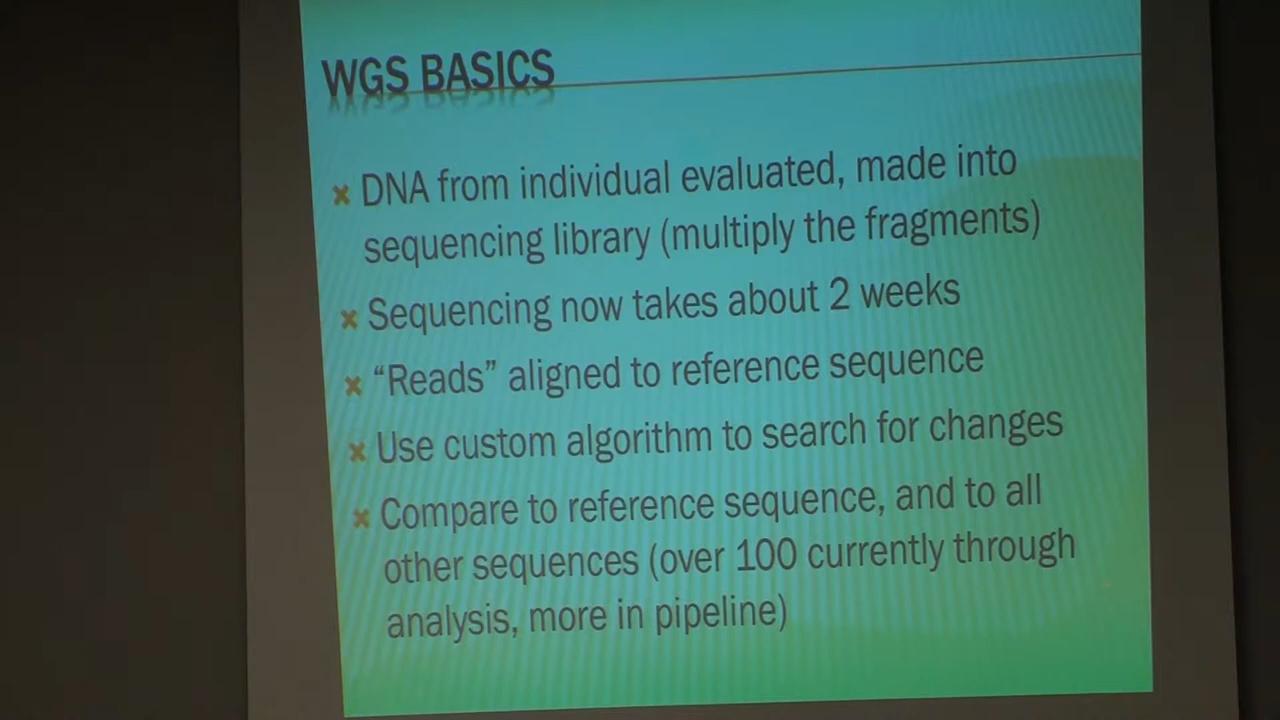 WGS BASICS
DNA from individual evaluated, made into
sequencing library (multiply the fragments)
Sequencing now takes about 2 weeks
“Reads” aligned to reference sequence
Use custom algorithm to search for changes
Compare to reference sequence, and to all
other sequences (over 100 currently through
analysis, more in pipeline)